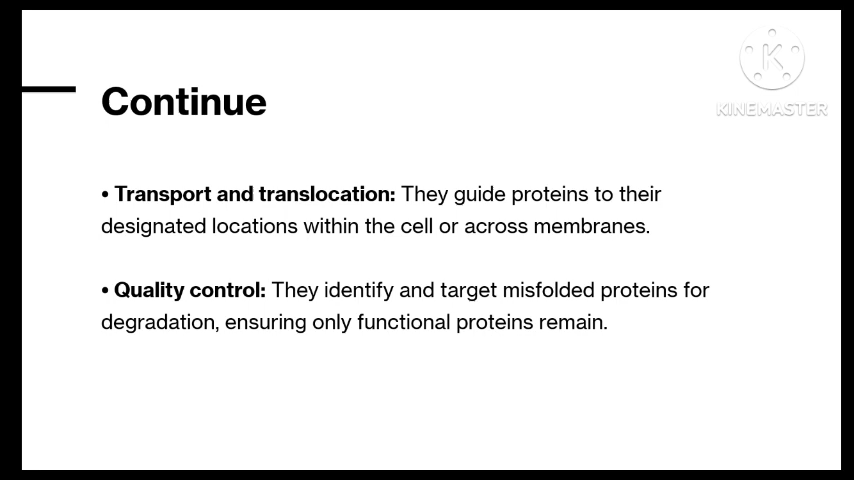 KINEMASTER
Continue
• Transport and translocation: They guide proteins to their
designated locations within the cell or across membranes.
• Quality control: They identify and target misfolded proteins for
degradation, ensuring only functional proteins remain.